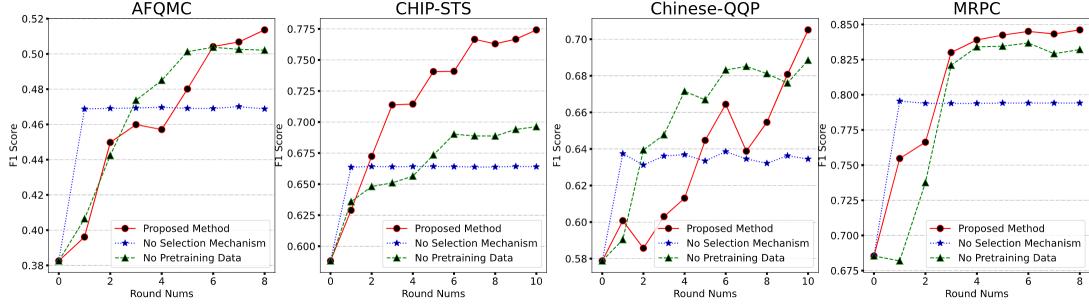 AFQMC
F1 Score
0.52
0.50
0.48
0.46
0.44
0.42
0.40
0.38
0 2 4 6 8
Round Nums
Proposed Method
No Selection Mechanism
No Pretraining Data
CHIP-STS
F1 Score
0.775
0.750
0.725
0.700
0.675
0.650
0.625
0.600
0 2 4 6 8 10
Round Nums
Proposed Method
No Selection Mechanism
No Pretraining Data
Chinese-QQP
F1 Score
0.70
0.68
0.66
0.64
0.62
0.60
0.58
0 2 4 6 8 10
Round Nums
Proposed Method
No Selection Mechanism
No Pretraining Data
MRPC
F1 Score
0.850
0.825
0.800
0.775
0.750
0.725
0.700
0.675
0 2 4 6 8
Round Nums
Proposed Method
No Selection Mechanism
No Pretraining Data